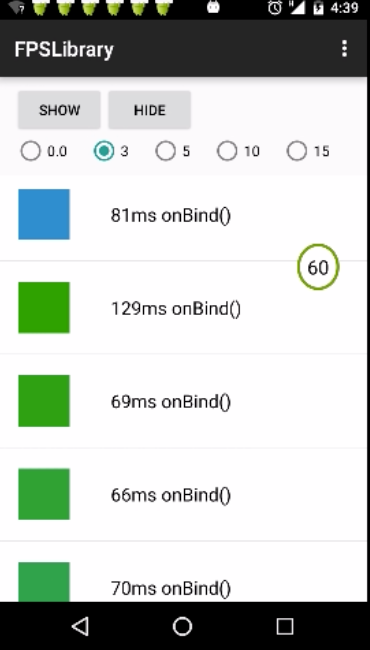 4:39
FPSLibrary
SHOW HIDE
0.0 3 5 10 15
81ms onBind()
60
129ms onBind()
69ms onBind()
66ms onBind()
70ms onBind()